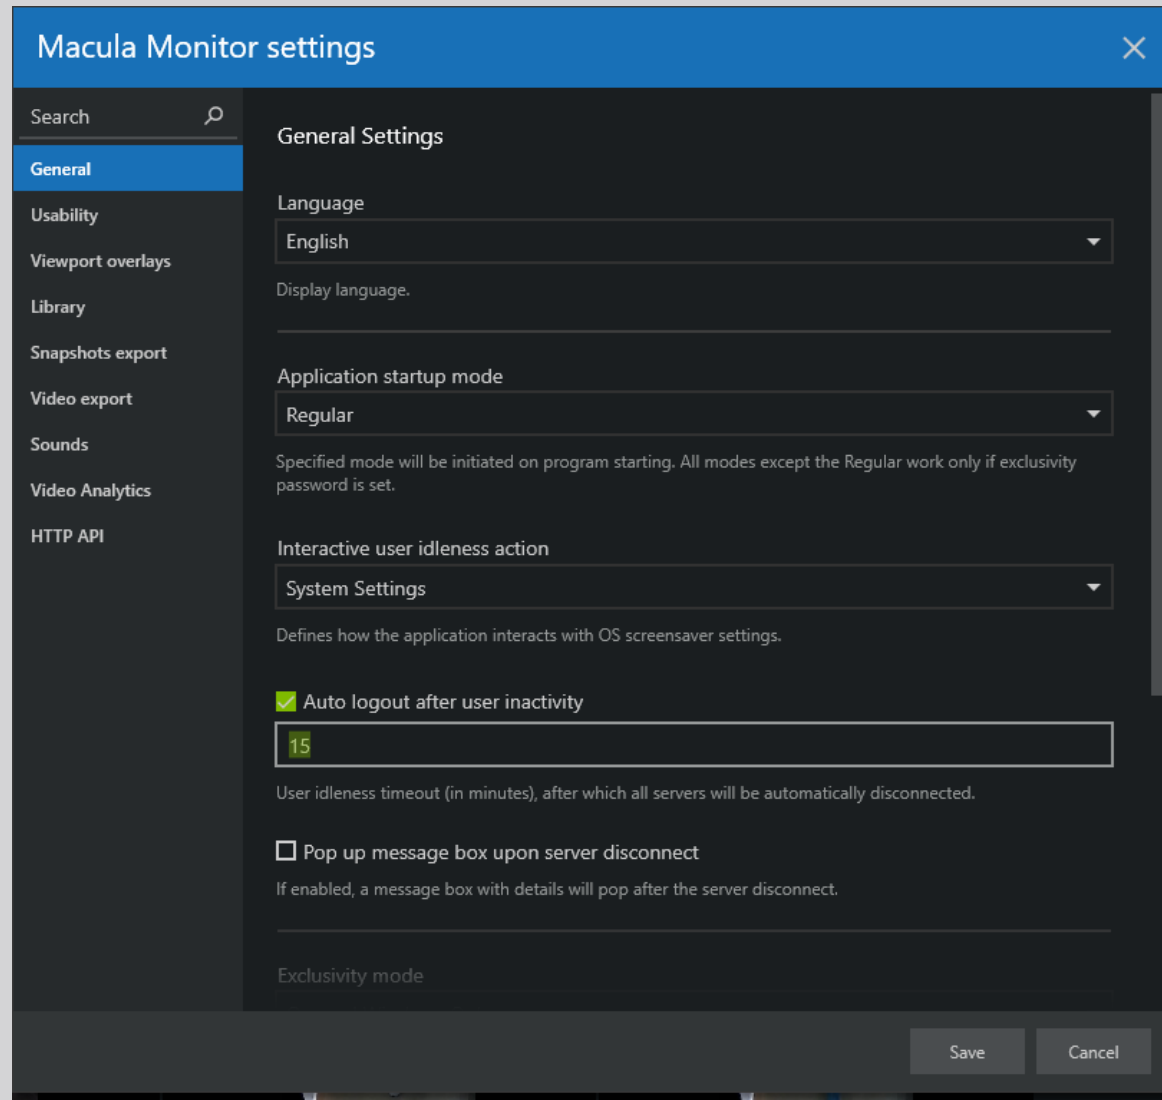 Macula Monitor settings
Search
General
Usability
Viewport overlays
Library
Snapshots export
Video export
Sounds
Video Analytics
HTTP API
General Settings
Language
English
Display language.
Application startup mode
Regular
Specified mode will be initiated on program starting. All modes except the Regular work only if exclusivity
password is set.
Interactive user idleness action
System Settings
Defines how the application interacts with OS screensaver settings.
Auto logout after user inactivity
15
User idleness timeout (in minutes), after which all servers will be automatically disconnected.
Pop up message box upon server disconnect
If enabled, a message box with details will pop after the server disconnect.
Exclusivity mode
Save
Cancel